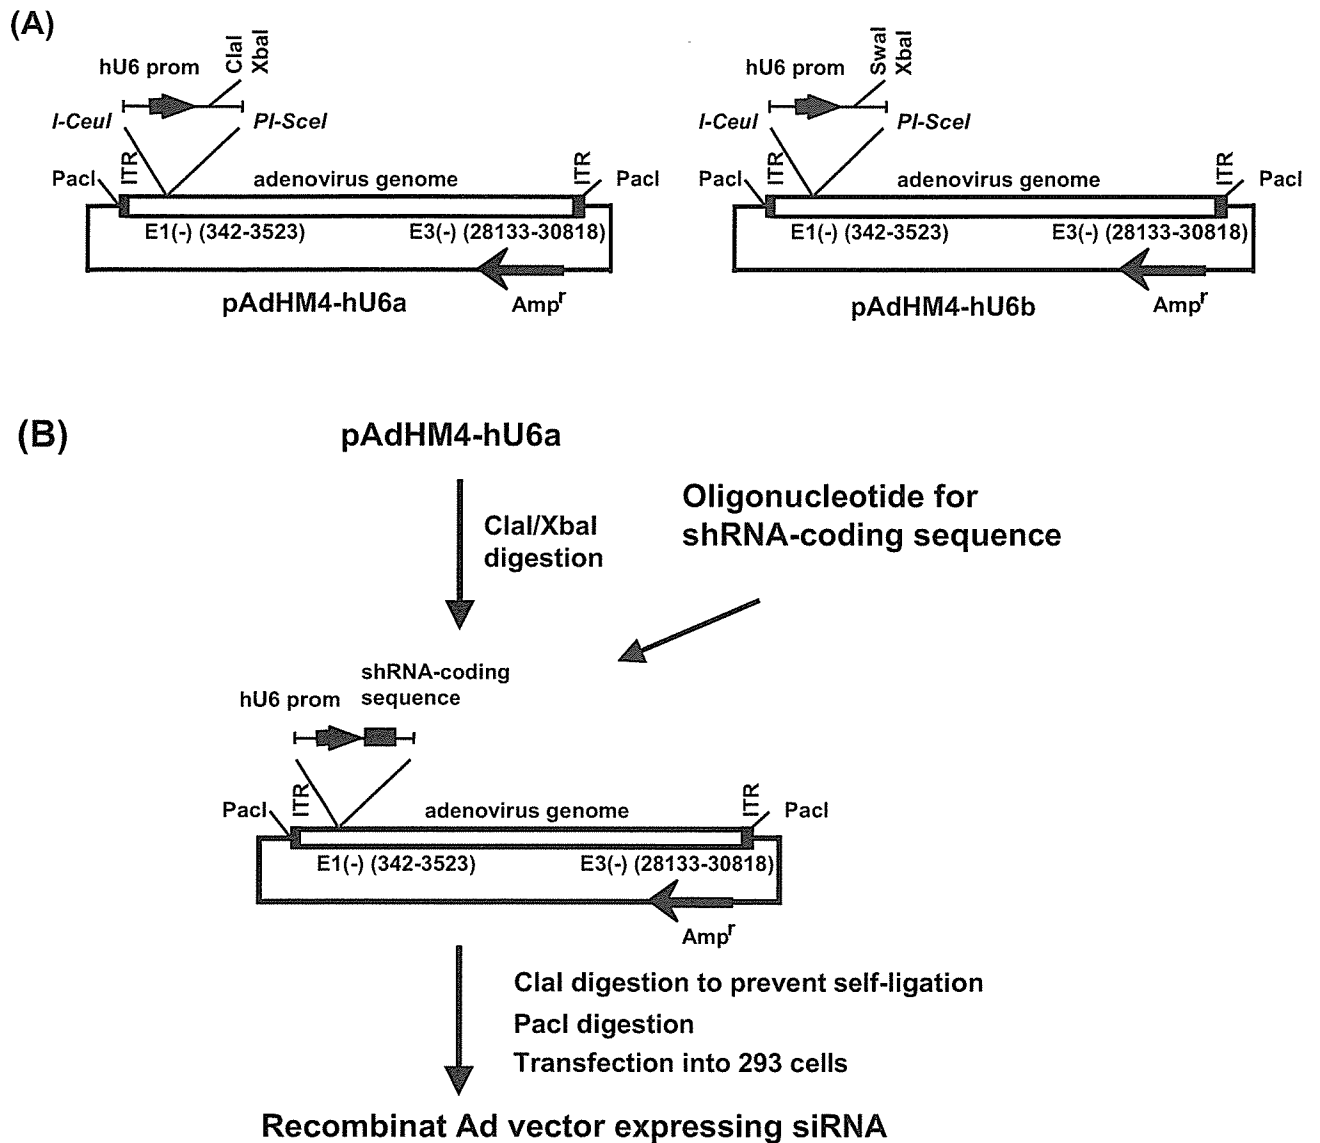 (A)
hU6 prom
ClaI
XbaI
I-CeuI
PI-SceI
PacI
ITR
adenovirus genome
ITR
PacI
E1(-) (342-3523)
E3(-) (28133-30818)
pAdHM4-hU6a
Ampr
hU6 prom
SwaI
XbaI
I-CeuI
PI-SceI
PacI
ITR
adenovirus genome
ITR
PacI
E1(-) (342-3523)
E3(-) (28133-30818)
pAdHM4-hU6b
Ampr
(B)
pAdHM4-hU6a
ClaI/XbaI
digestion
Oligonucleotide for
shRNA-coding sequence
hU6 prom
shRNA-coding
sequence
PacI
ITR
adenovirus genome
ITR
PacI
E1(-) (342-3523)
E3(-) (28133-30818)
Ampr
ClaI digestion to prevent self-ligation
PacI digestion
Transfection into 293 cells
Recombinat Ad vector expressing siRNA